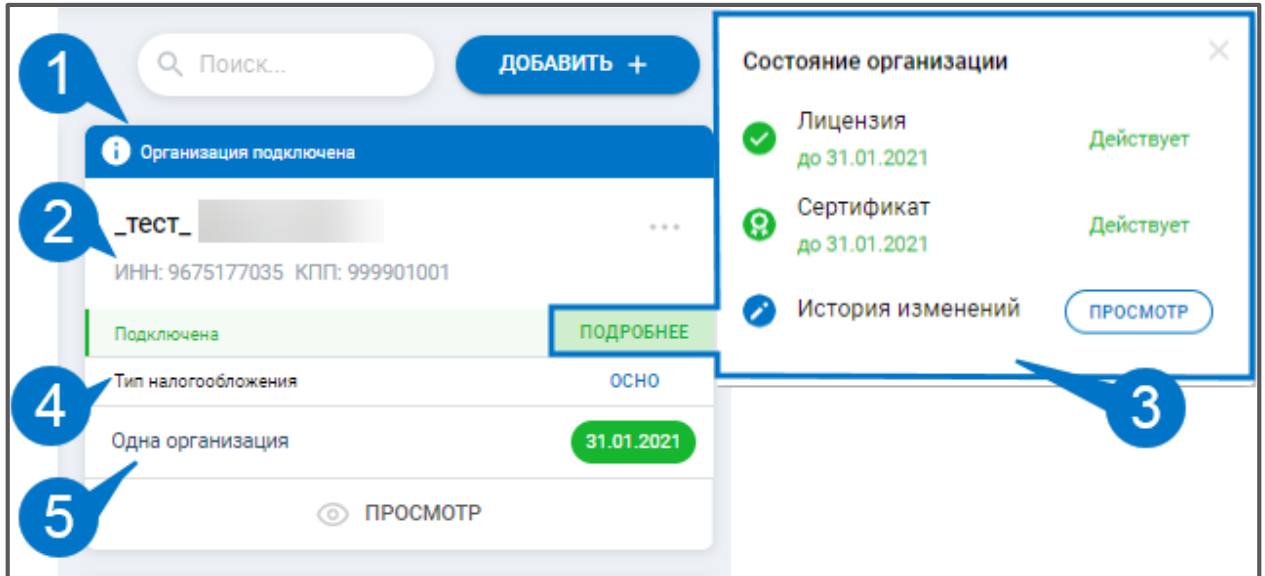 1
Поиск...
ДОБАВИТЬ +
Организация подключена
2
_тест_
ИНН: 9675177035 КПП: 999901001
Подключена ПОДРОБНЕЕ
4
Тип налогообложения ОСНО
Одна организация 31.01.2021
5
ПРОСМОТР
Состояние организации
Лицензия
до 31.01.2021
Действует
Сертификат
до 31.01.2021
Действует
История изменений ПРОСМОТР
3